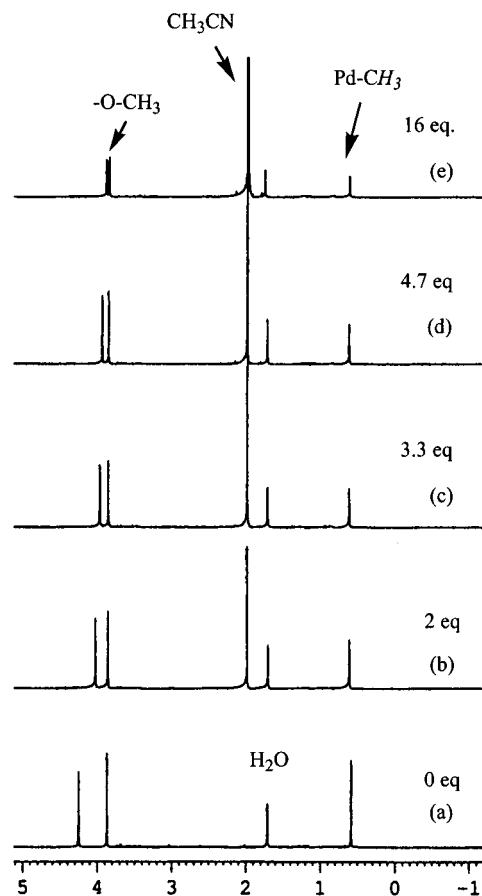 CH₃CN
-O-CH₃
Pd-CH₃
16 eq.
(e)
4.7 eq
(d)
3.3 eq
(c)
2 eq
(b)
H₂O
0 eq
(a)
5 4 3 2 1 0 -1